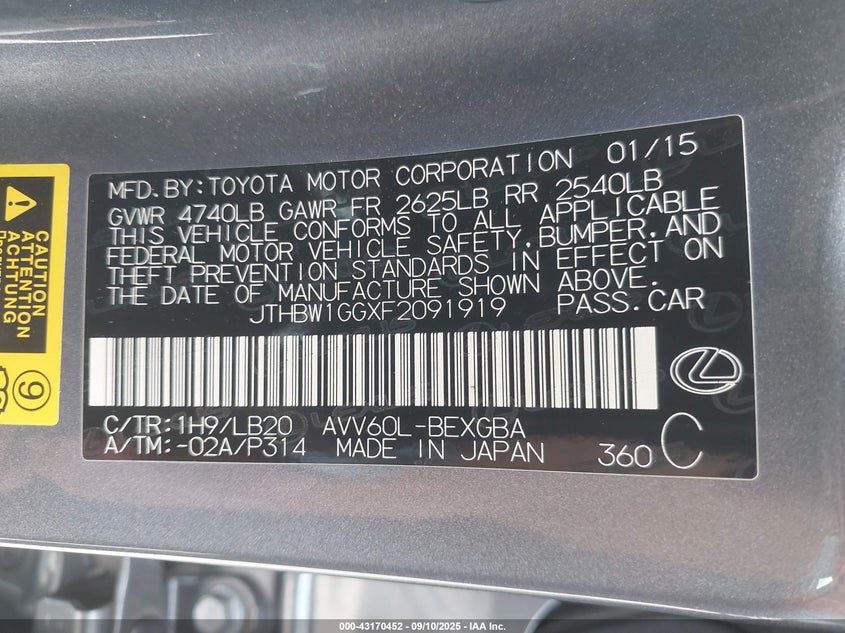 MFD. BY: TOYOTA MOTOR CORPORATION 01/15
GVWR 4740LB GAWR FR 2625LB RR 2540LB
THIS VEHICLE CONFORMS TO ALL APPLICABLE
FEDERAL MOTOR VEHICLE SAFETY, BUMPER, AND
THEFT PREVENTION STANDARDS IN EFFECT ON
THE DATE OF MANUFACTURE SHOWN ABOVE.
JTHBW1GGXF2091919 PASS. CAR
C/TR: 1H9/LB20 AVV60L-BEXGBA
A/TM: -02A/P314 MADE IN JAPAN 360 C
CAUTION
ATTENTION
ACHTUNG
9
000-43170452 - 09/10/2025 - IAA Inc.